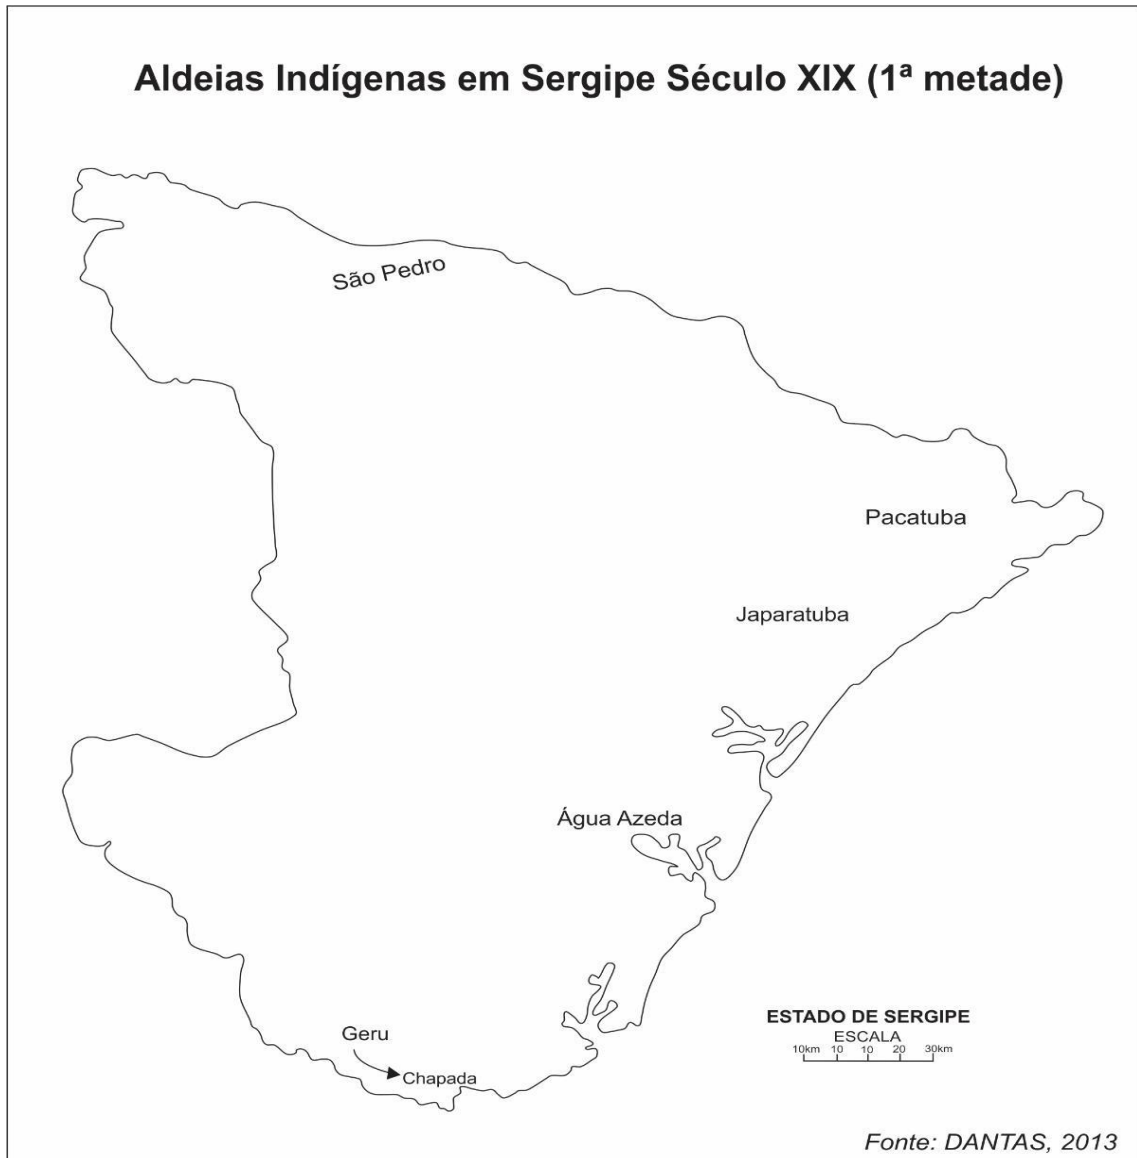 Aldeias Indígenas em Sergipe Século XIX (1ª metade)
São Pedro
Pacatuba
Japaratuba
Água Azeda
Geru
Chapada
ESTADO DE SERGIPE
ESCALA
10km 10 10 20 30km
Fonte: DANTAS, 2013